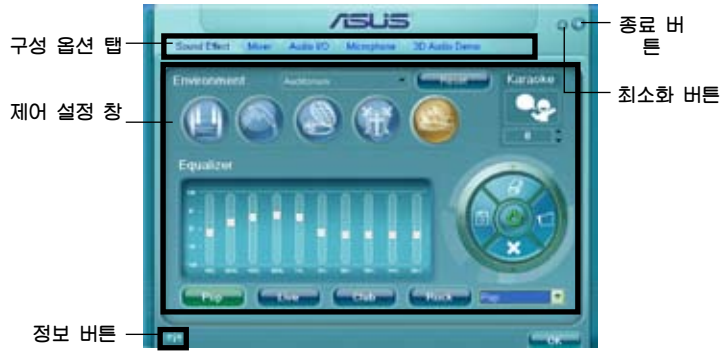 ASUS
종료 버
튼
구성 옵션 탭
Sound Effect Mixer Audio I/O Microphone 3D Audio Demo
최소화 버튼
Environment Auditorium Reset Karaoke
제어 설정 창
0
Equalizer
Pop Live Club Rock Pop
정보 버튼
OK